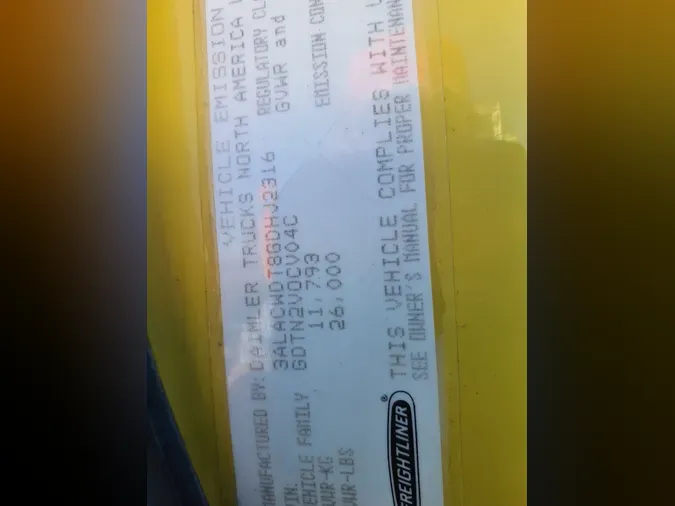 VEHICLE EMISSION
MANUFACTURED BY: DAIMLER TRUCKS NORTH AMERICA
VIN: 3ALACWDT8GDHJ2316 REGULATORY CL
VEHICLE FAMILY GDTN2VOCV04C GVWR and
GVWR-KG 11,793
GVWR-LBS 26,000 EMISSION CON
FREIGHTLINER ® THIS VEHICLE COMPLIES WITH
SEE OWNER'S MANUAL FOR PROPER MAINTENAN